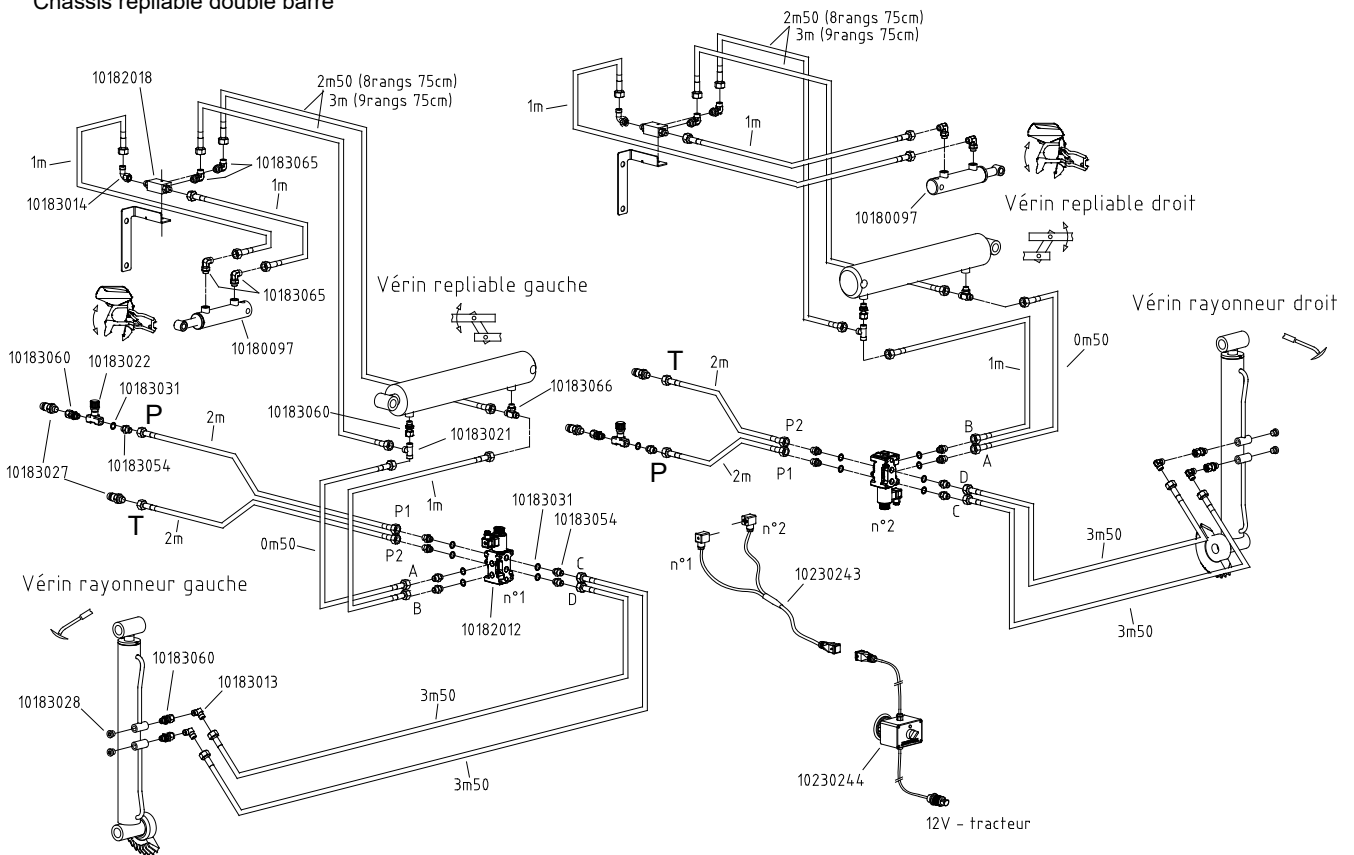 Châssis repliable double barre
2m50 (8rangs 75cm)
3m (9rangs 75cm)
10182018
2m50 (8rangs 75cm)
3m (9rangs 75cm)
1m
1m
1m
10183065
1m
10183014
10180097
Vérin repliable droit
10183065
Vérin repliable gauche
Vérin rayonneur droit
10180097
10183060
10183022
10183031
P
2m
T
2m
0m50
1m
10183066
10183060
10183021
P2
B
A
10183027
10183054
T
2m
P
2m
P1
D
C
n°2
1m
10183031
10183054
P1
P2
0m50
n°2
n°1
3m50
Vérin rayonneur gauche
A
B
C
D
n°1
10182012
10230243
3m50
10183060
10183013
10183028
3m50
3m50
10230244
12V - tracteur